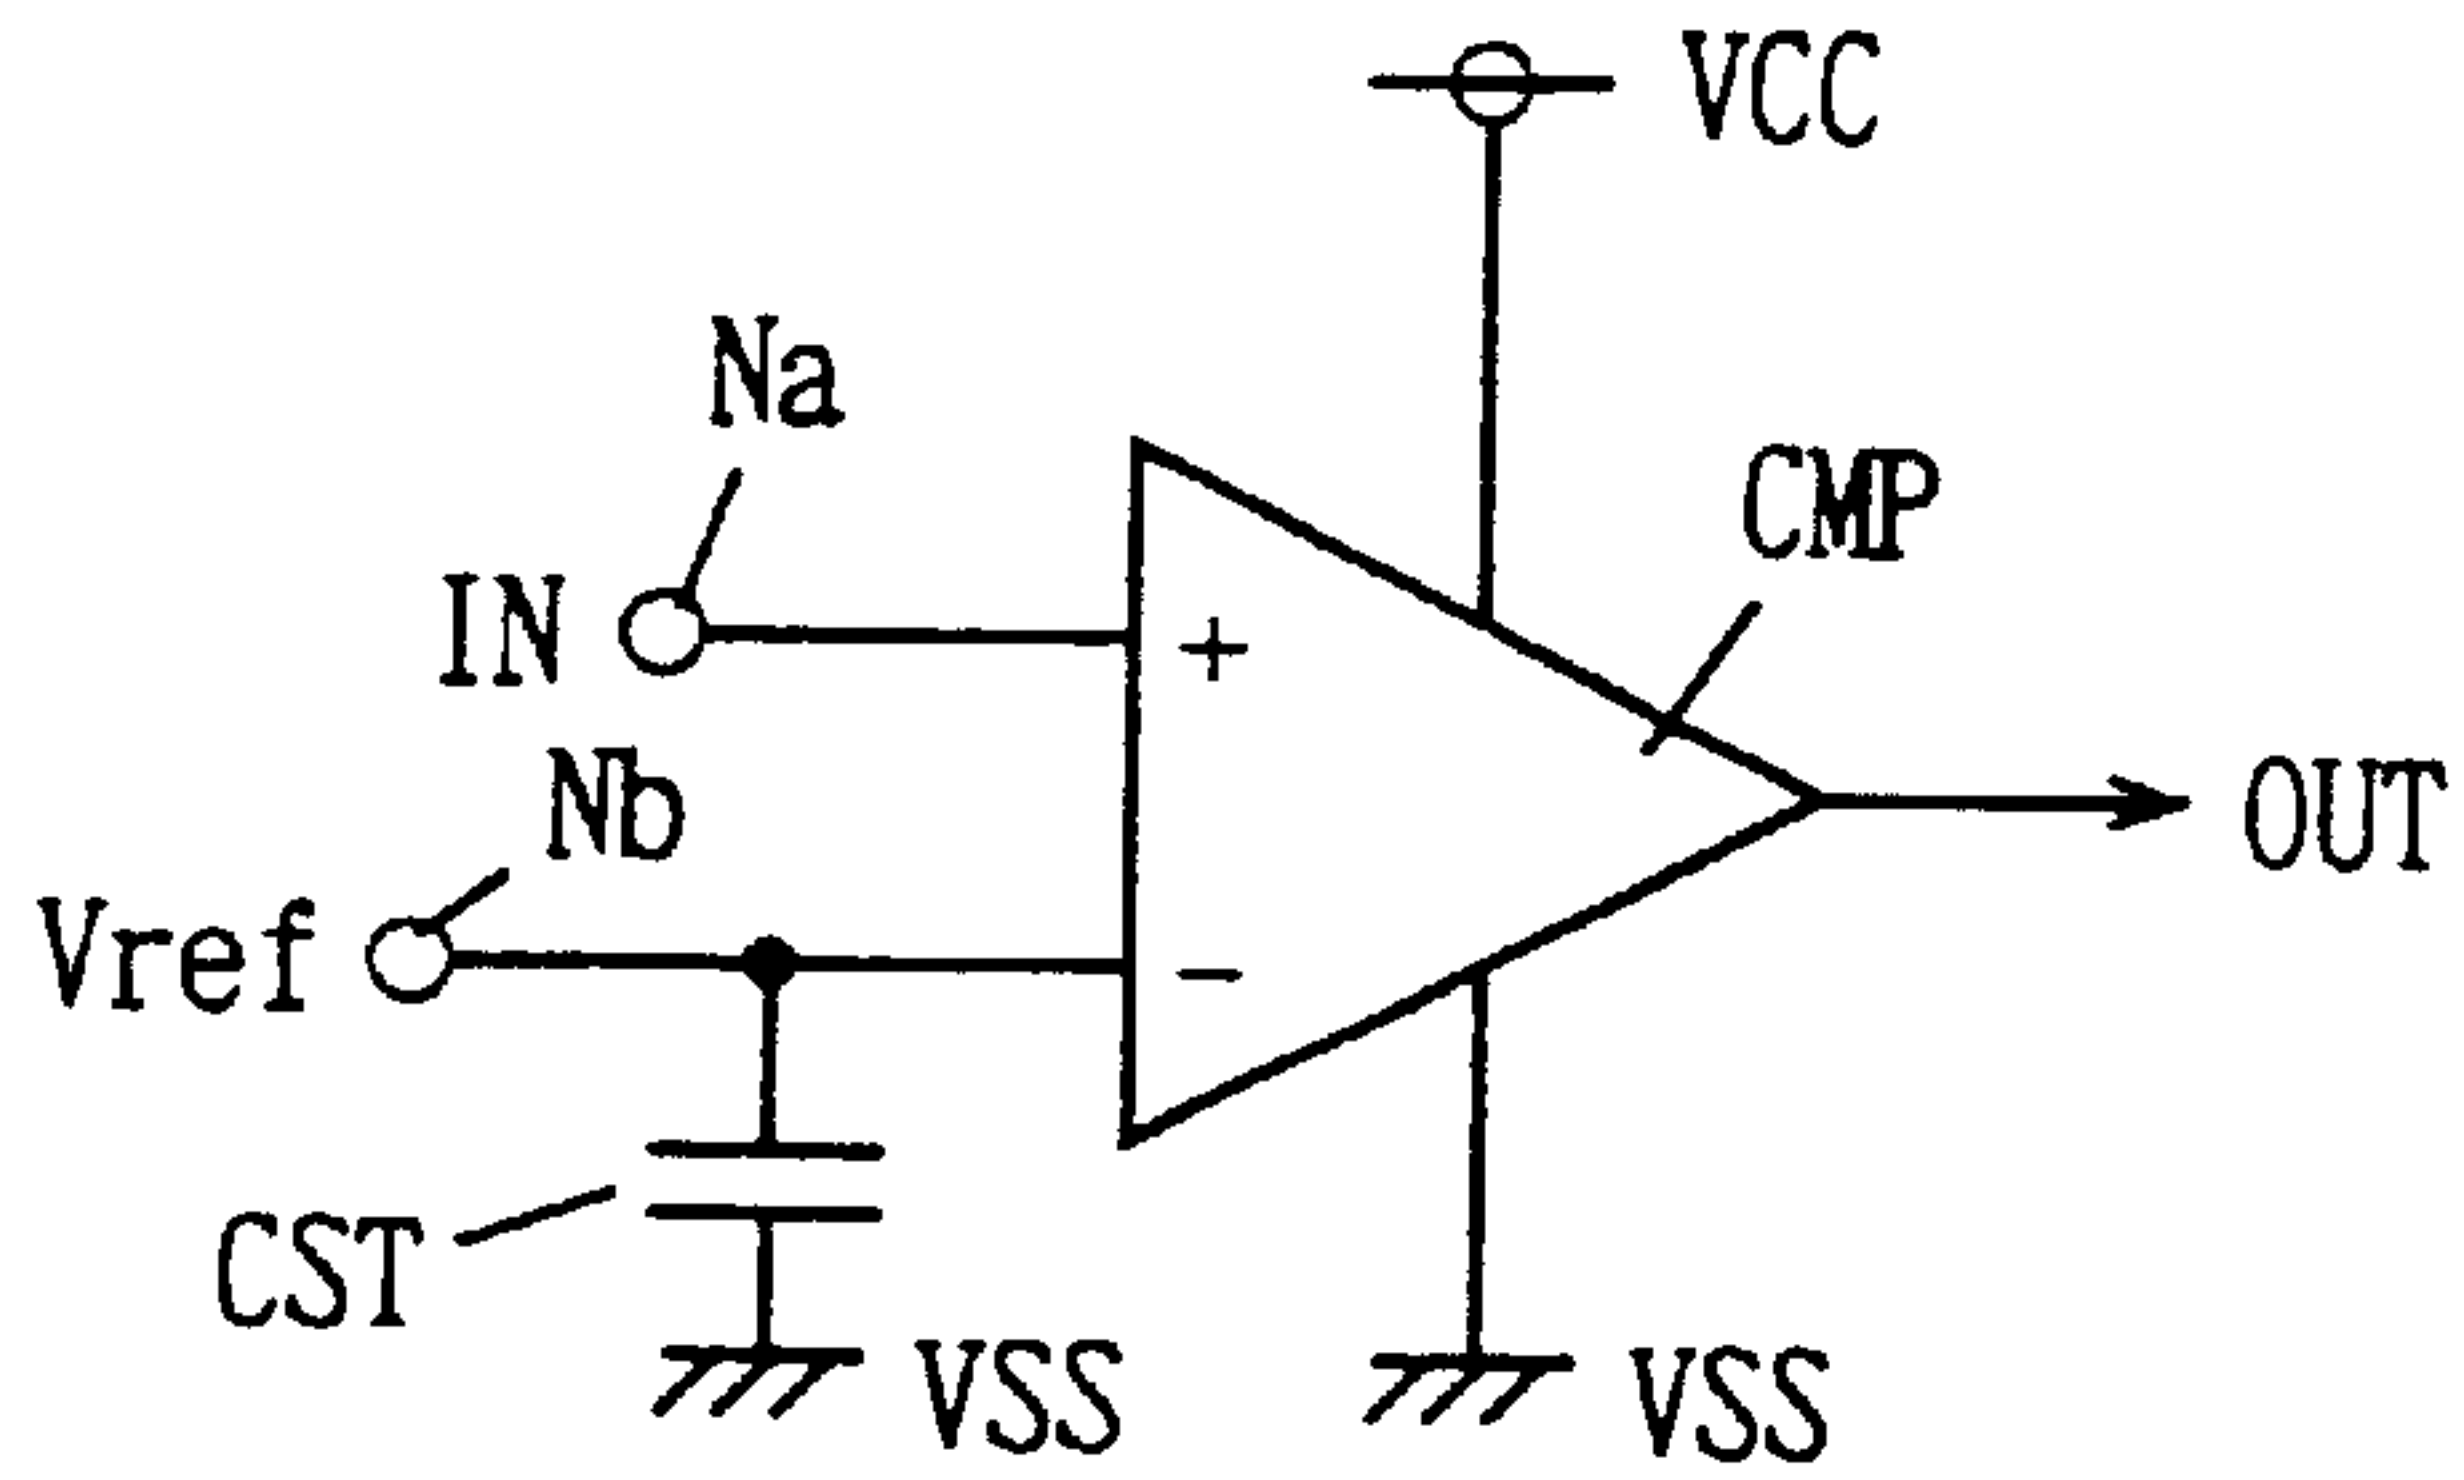 VCC
Na
CMP
IN
+
Nb
OUT
Vref
−
CST
VSS
VSS